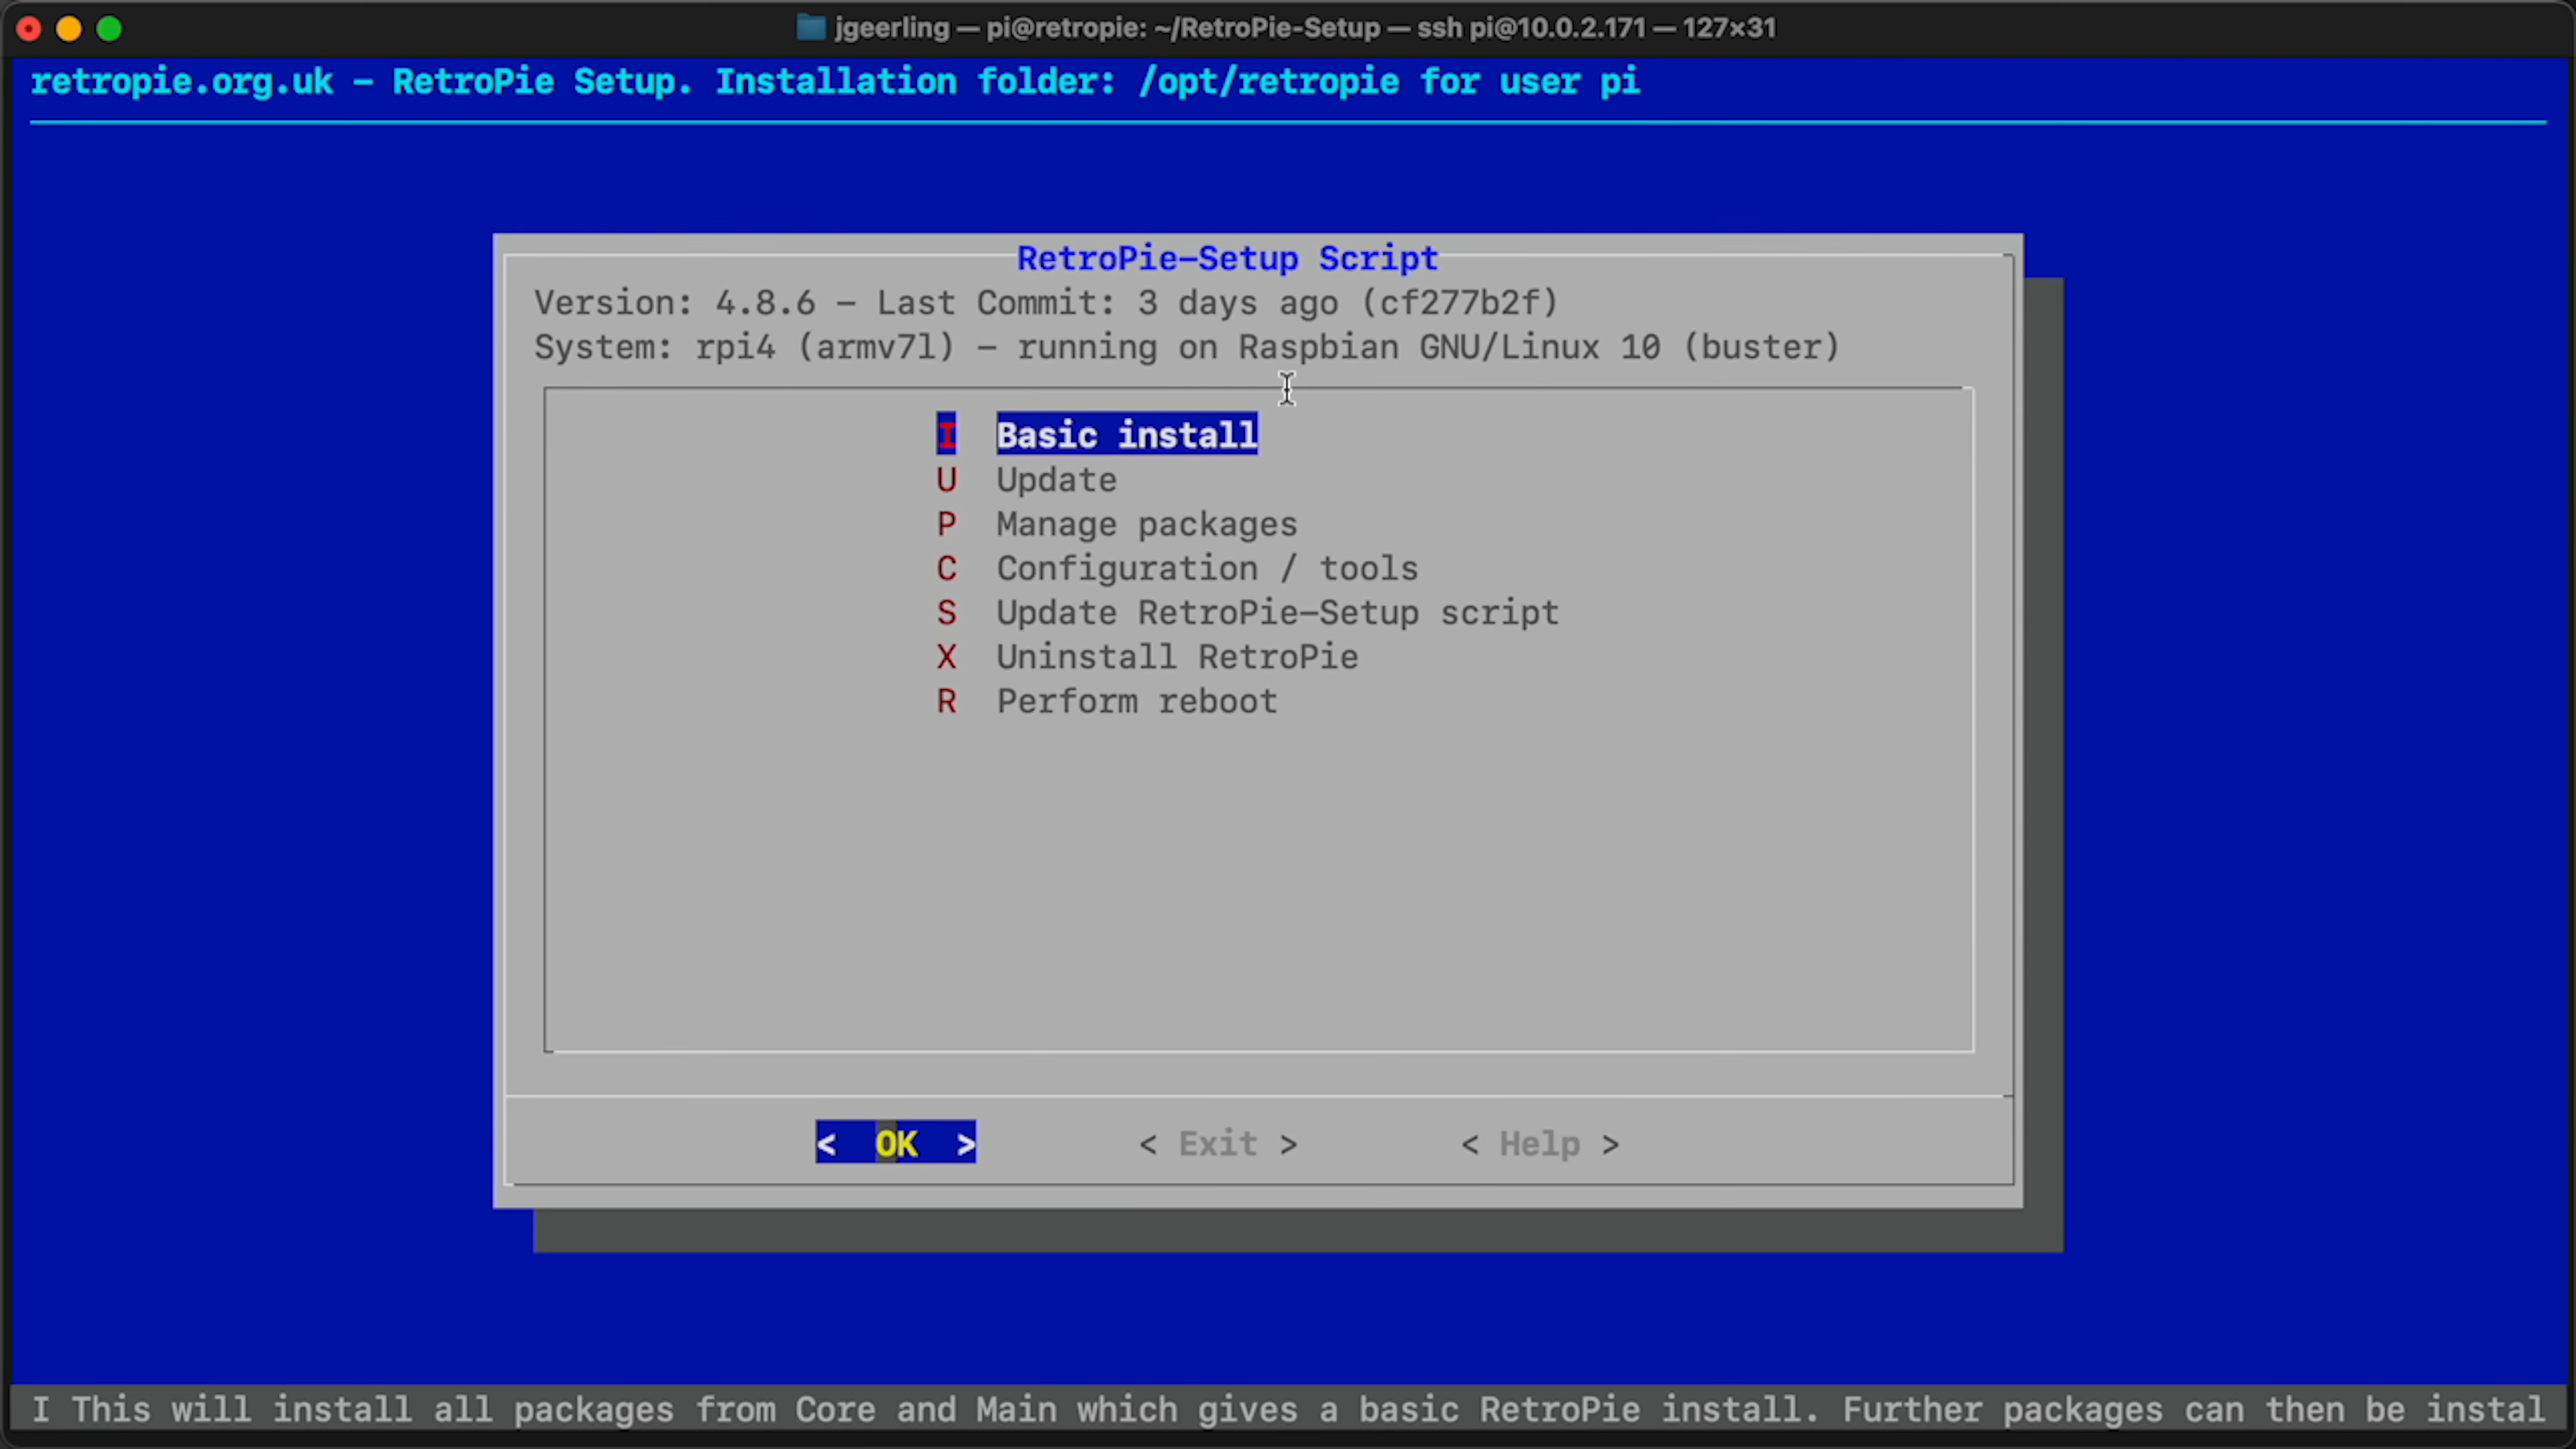 jgeerling — pi@retropie: ~/RetroPie-Setup — ssh pi@10.0.2.171 — 127×31
retropie.org.uk - RetroPie Setup. Installation folder: /opt/retropie for user pi
RetroPie-Setup Script
Version: 4.8.6 - Last Commit: 3 days ago (cf277b2f)
System: rpi4 (armv7l) - running on Raspbian GNU/Linux 10 (buster)
I Basic install
U Update
P Manage packages
C Configuration / tools
S Update RetroPie-Setup script
X Uninstall RetroPie
R Perform reboot
< OK > < Exit > < Help >
I This will install all packages from Core and Main which gives a basic RetroPie install. Further packages can then be instal